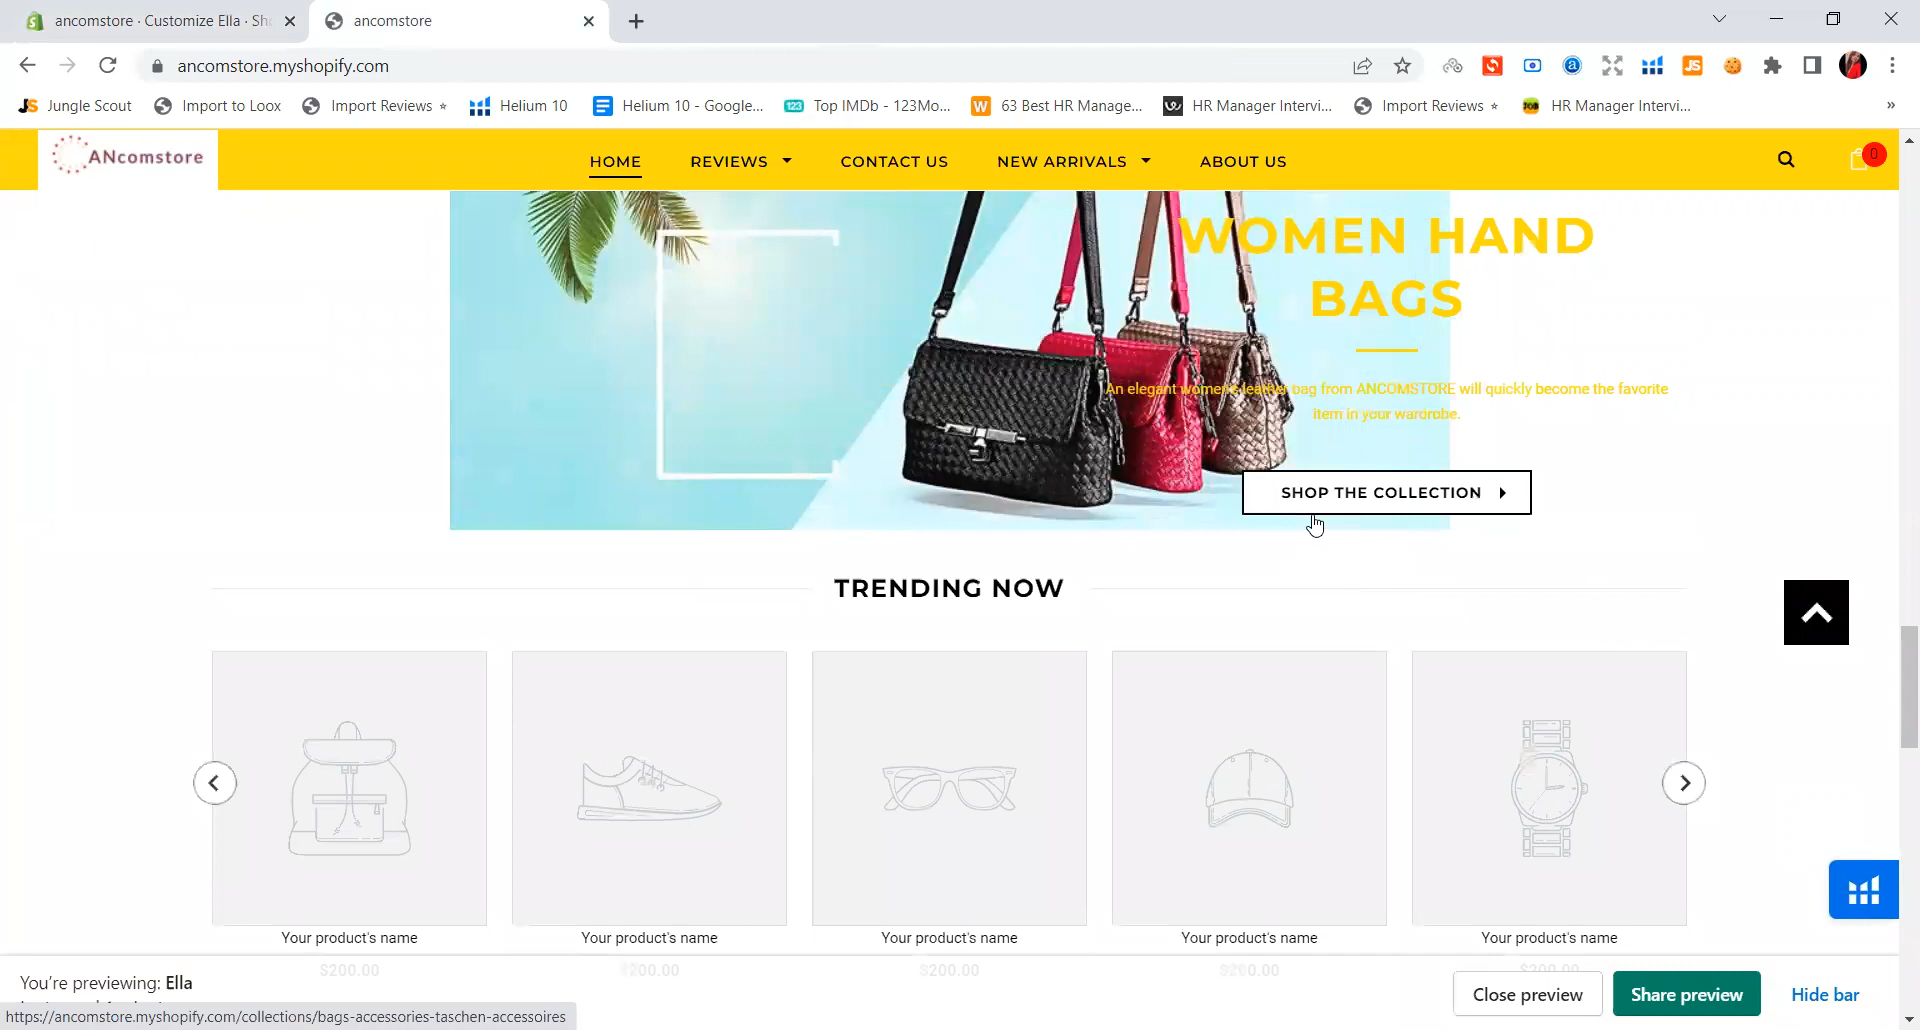 ancomstore · Customize Ella · Sh
ancomstore
ancomstore.myshopify.com
Jungle Scout
Import to Loox
Import Reviews
Helium 10
Helium 10 - Google...
Top IMDb - 123Mo...
63 Best HR Manage...
HR Manager Intervi...
Import Reviews
HR Manager Intervi...
»
ANcomstore
HOME
REVIEWS
CONTACT US
NEW ARRIVALS
ABOUT US
0
WOMEN HAND
BAGS
An elegant women's leather bag from ANCOMSTORE will quickly become the favorite
item in your wardrobe.
SHOP THE COLLECTION
TRENDING NOW
Your product's name
$200.00
Your product's name
$200.00
Your product's name
$200.00
Your product's name
$200.00
Your product's name
$200.00
You're previewing: Ella
Close preview
Share preview
Hide bar
https://ancomstore.myshopify.com/collections/bags-accessories-taschen-accessoires